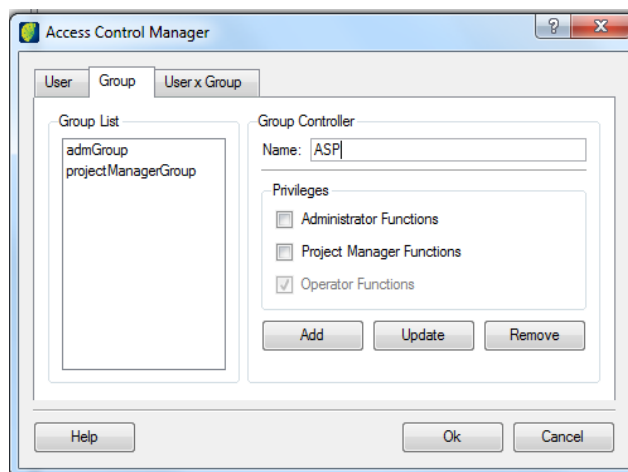 Access Control Manager
User
Group
User x Group
Group List
admGroup
projectManagerGroup
Group Controller
Name: ASP
Privileges
Administrator Functions
Project Manager Functions
Operator Functions
Add
Update
Remove
Help
Ok
Cancel